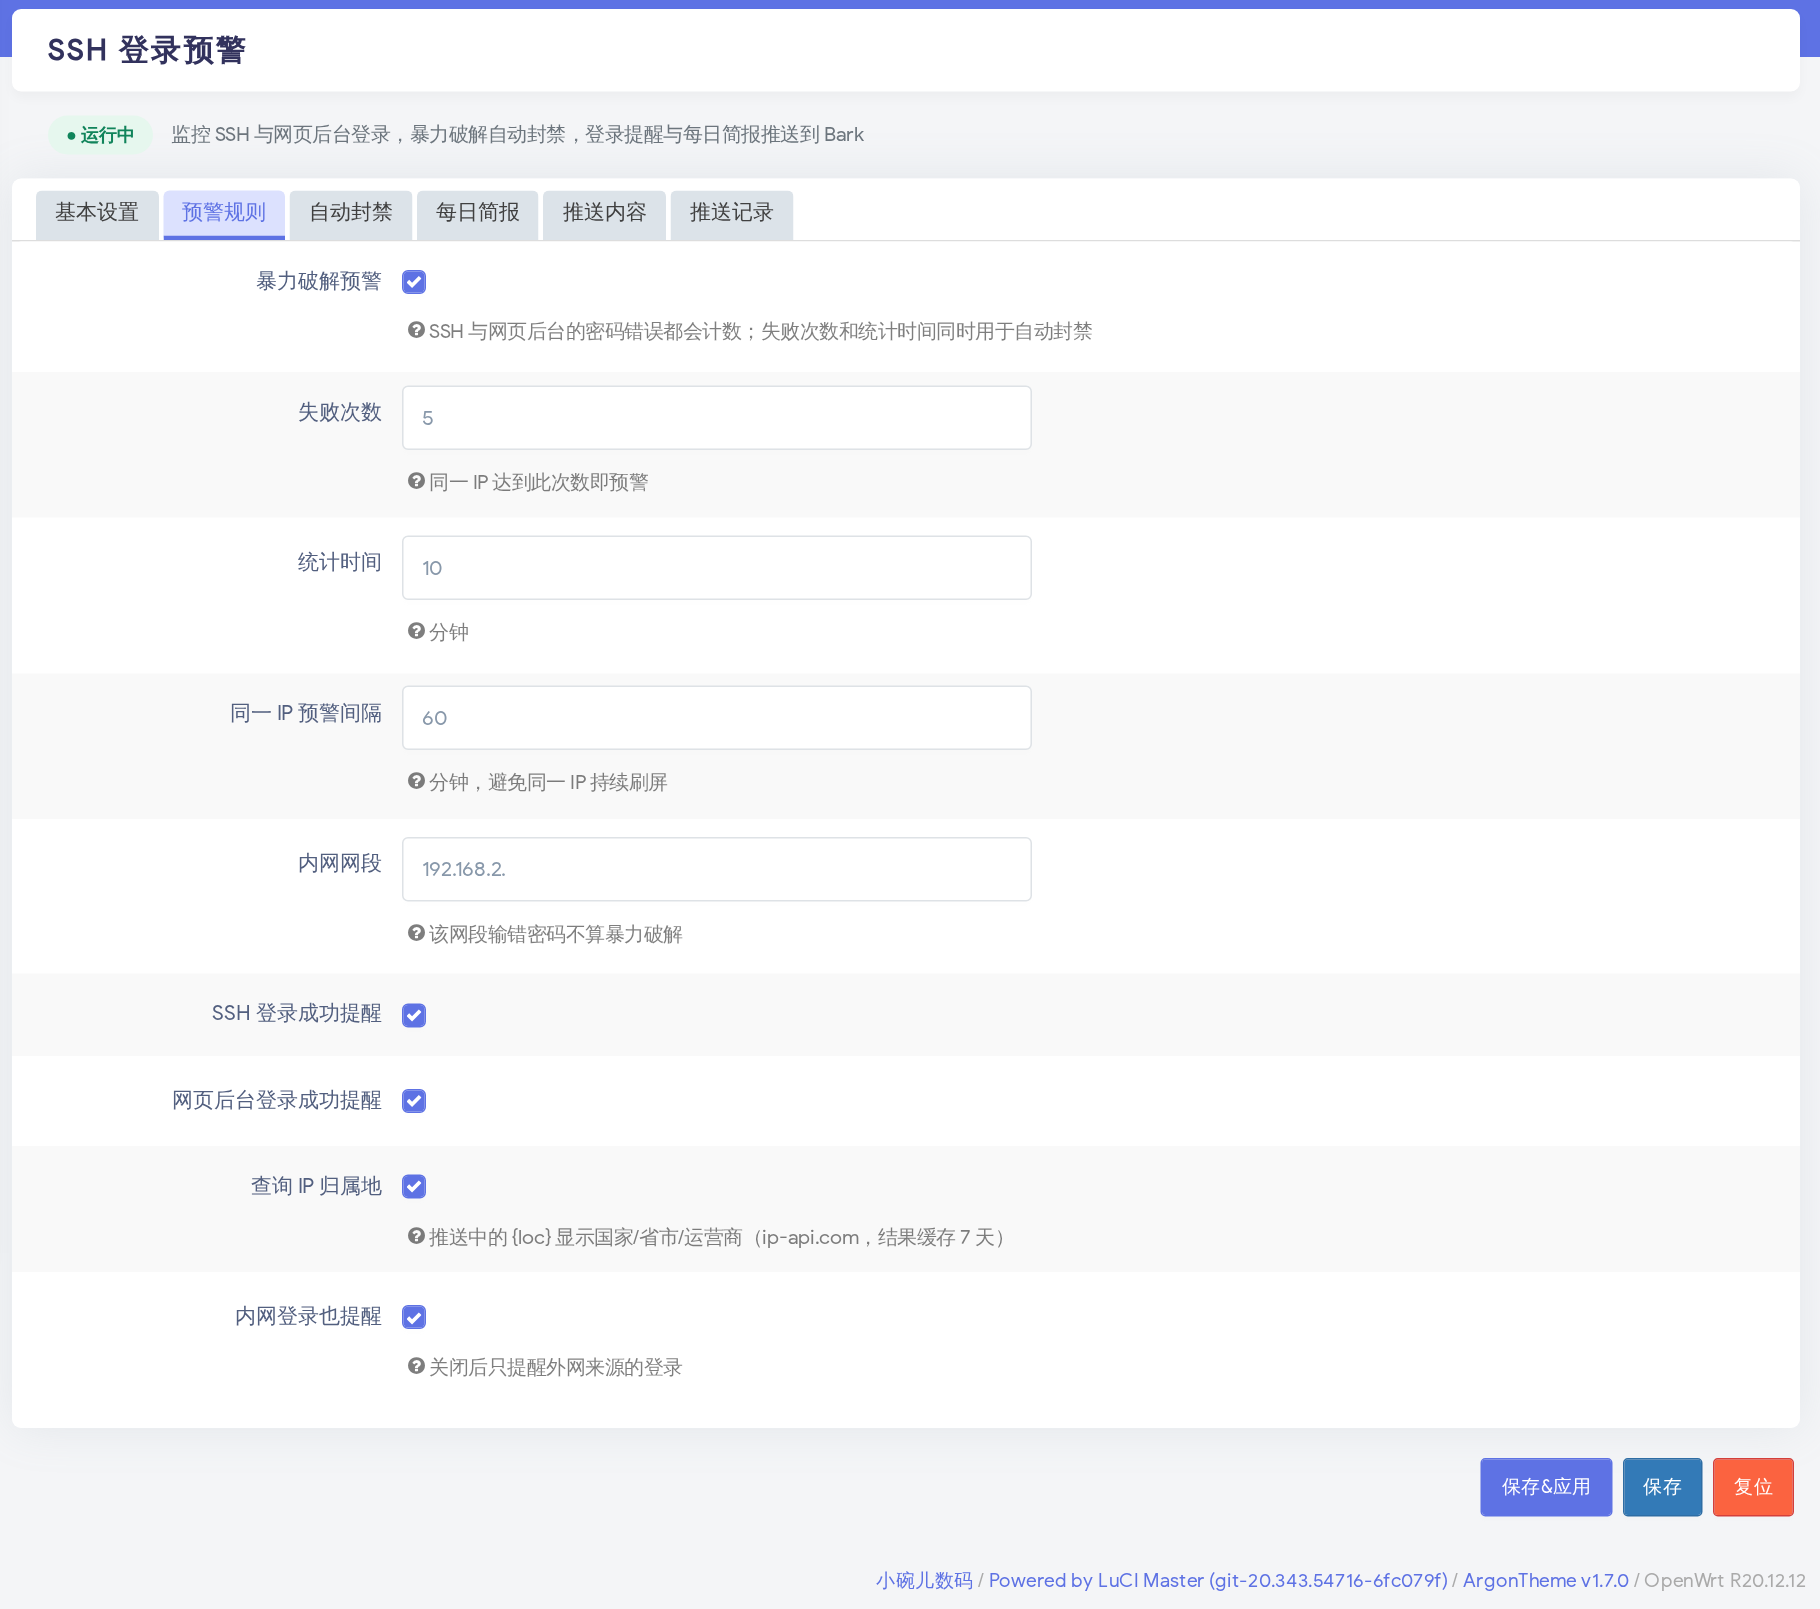 SSH 登录预警
运行中 监控 SSH 与网页后台登录，暴力破解自动封禁，登录提醒与每日简报推送到 Bark
基本设置 预警规则 自动封禁 每日简报 推送内容 推送记录
暴力破解预警
SSH 与网页后台的密码错误都会计数；失败次数和统计时间同时用于自动封禁
失败次数 5
同一 IP 达到此次数即预警
统计时间 10
分钟
同一 IP 预警间隔 60
分钟，避免同一 IP 持续刷屏
内网网段 192.168.2.
该网段输错密码不算暴力破解
SSH 登录成功提醒
网页后台登录成功提醒
查询 IP 归属地
推送中的 {loc} 显示国家/省市/运营商（ip-api.com，结果缓存 7 天）
内网登录也提醒
关闭后只提醒外网来源的登录
保存&应用 保存 复位
小碗儿数码 / Powered by LuCI Master (git-20.343.54716-6fc079f) / ArgonTheme v1.7.0 / OpenWrt R20.12.12